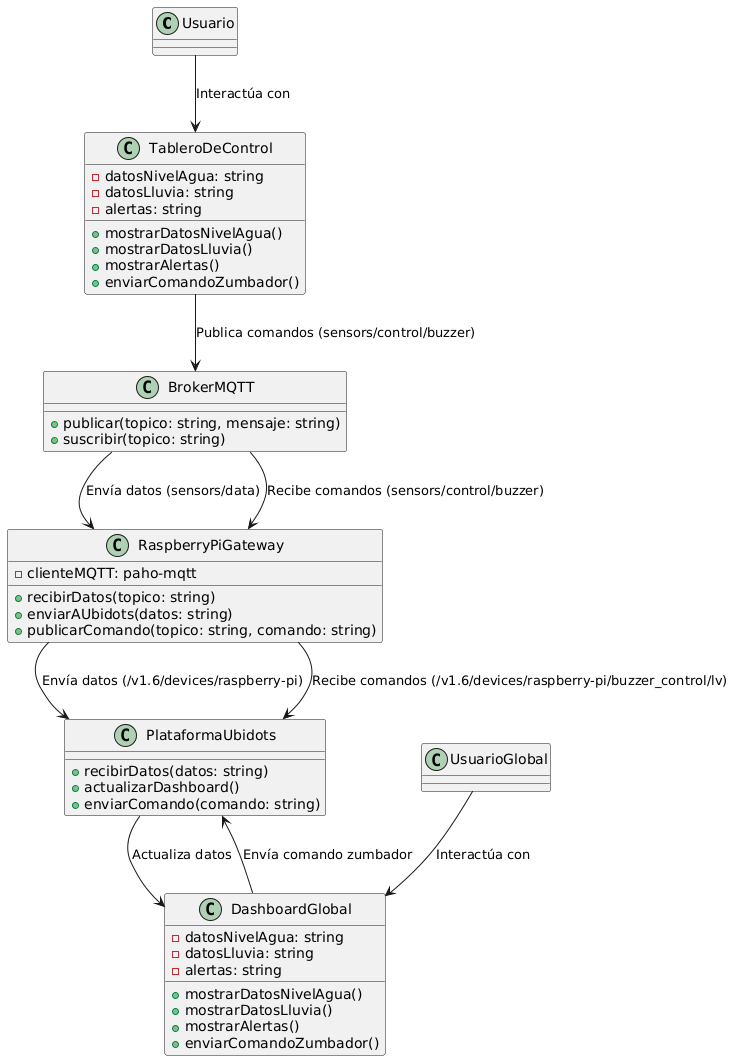 C Usuario
Interactúa con
C TableroDeControl
datosNivelAgua: string
datosLluvia: string
alertas: string
mostrarDatosNivelAgua()
mostrarDatosLluvia()
mostrarAlertas()
enviarComandoZumbador()
Publica comandos (sensors/control/buzzer)
C BrokerMQTT
publicar(topico: string, mensaje: string)
suscribir(topico: string)
Envía datos (sensors/data)
Recibe comandos (sensors/control/buzzer)
C RaspberryPiGateway
clienteMQTT: paho-mqtt
recibirDatos(topico: string)
enviarAUbidots(datos: string)
publicarComando(topico: string, comando: string)
Envía datos (/v1.6/devices/raspberry-pi)
Recibe comandos (/v1.6/devices/raspberry-pi/buzzer_control/lv)
C PlataformaUbidots
recibirDatos(datos: string)
actualizarDashboard()
enviarComando(comando: string)
C UsuarioGlobal
Actualiza datos
Envía comando zumbador
Interactúa con
C DashboardGlobal
datosNivelAgua: string
datosLluvia: string
alertas: string
mostrarDatosNivelAgua()
mostrarDatosLluvia()
mostrarAlertas()
enviarComandoZumbador()